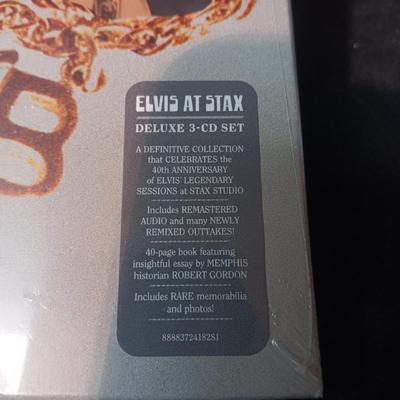 ELVIS AT STAX
DELUXE 3-CD SET
A DEFINITIVE COLLECTION
that CELEBRATES the
40th ANNIVERSARY
of ELVIS' LEGENDARY
SESSIONS at STAX STUDIO
Includes REMASTERED
AUDIO and many NEWLY
REMIXED OUTTAKES!
40-page book featuring
insightful essay by MEMPHIS
historian ROBERT GORDON
Includes RARE memorabilia
and photos!
88883724182S1